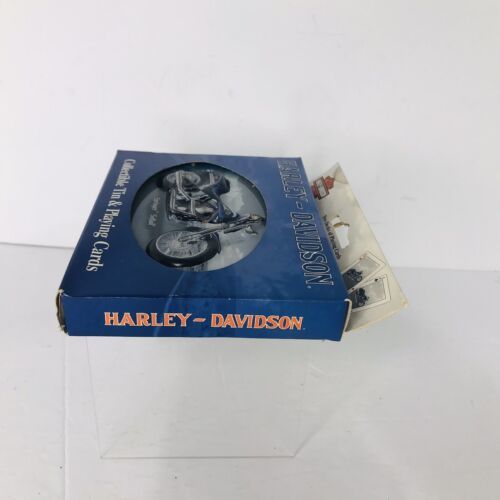 HARLEY-DAVIDSON.
Collectible Tin & Playing Cards
HARLEY-DAVIDSON.